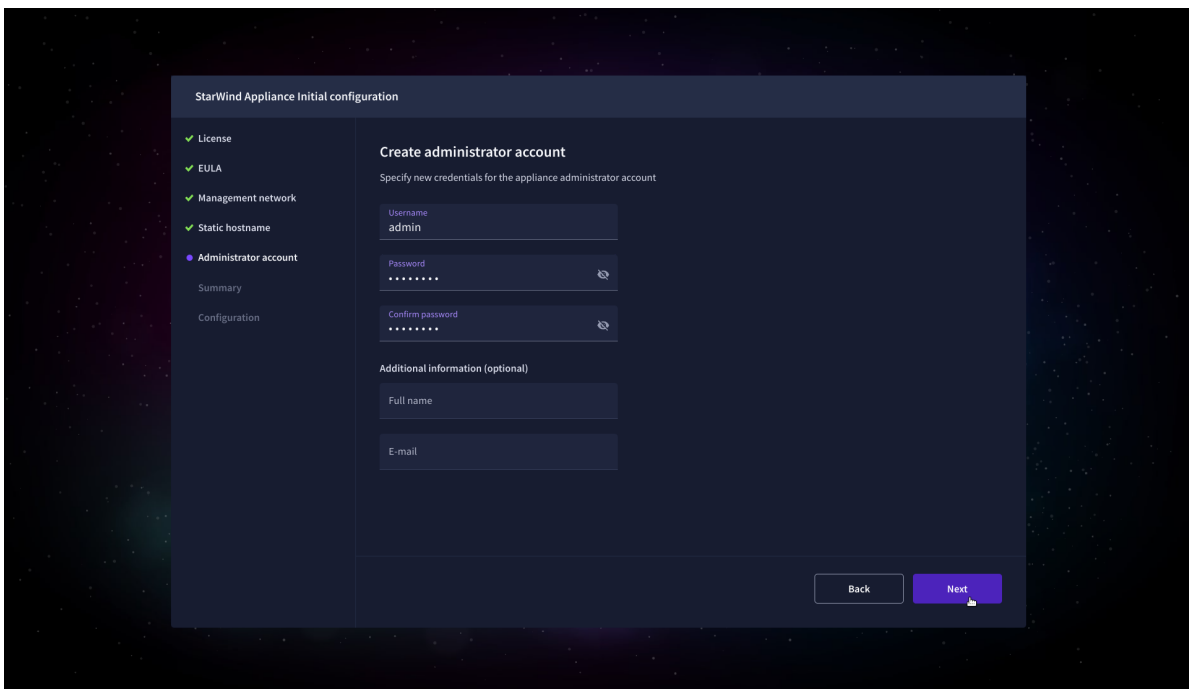 StarWind Appliance Initial configuration
License
EULA
Management network
Static hostname
Administrator account
Summary
Configuration
Create administrator account
Specify new credentials for the appliance administrator account
Username
admin
Password
••••••••
Confirm password
••••••••
Additional information (optional)
Full name
E-mail
Back
Next